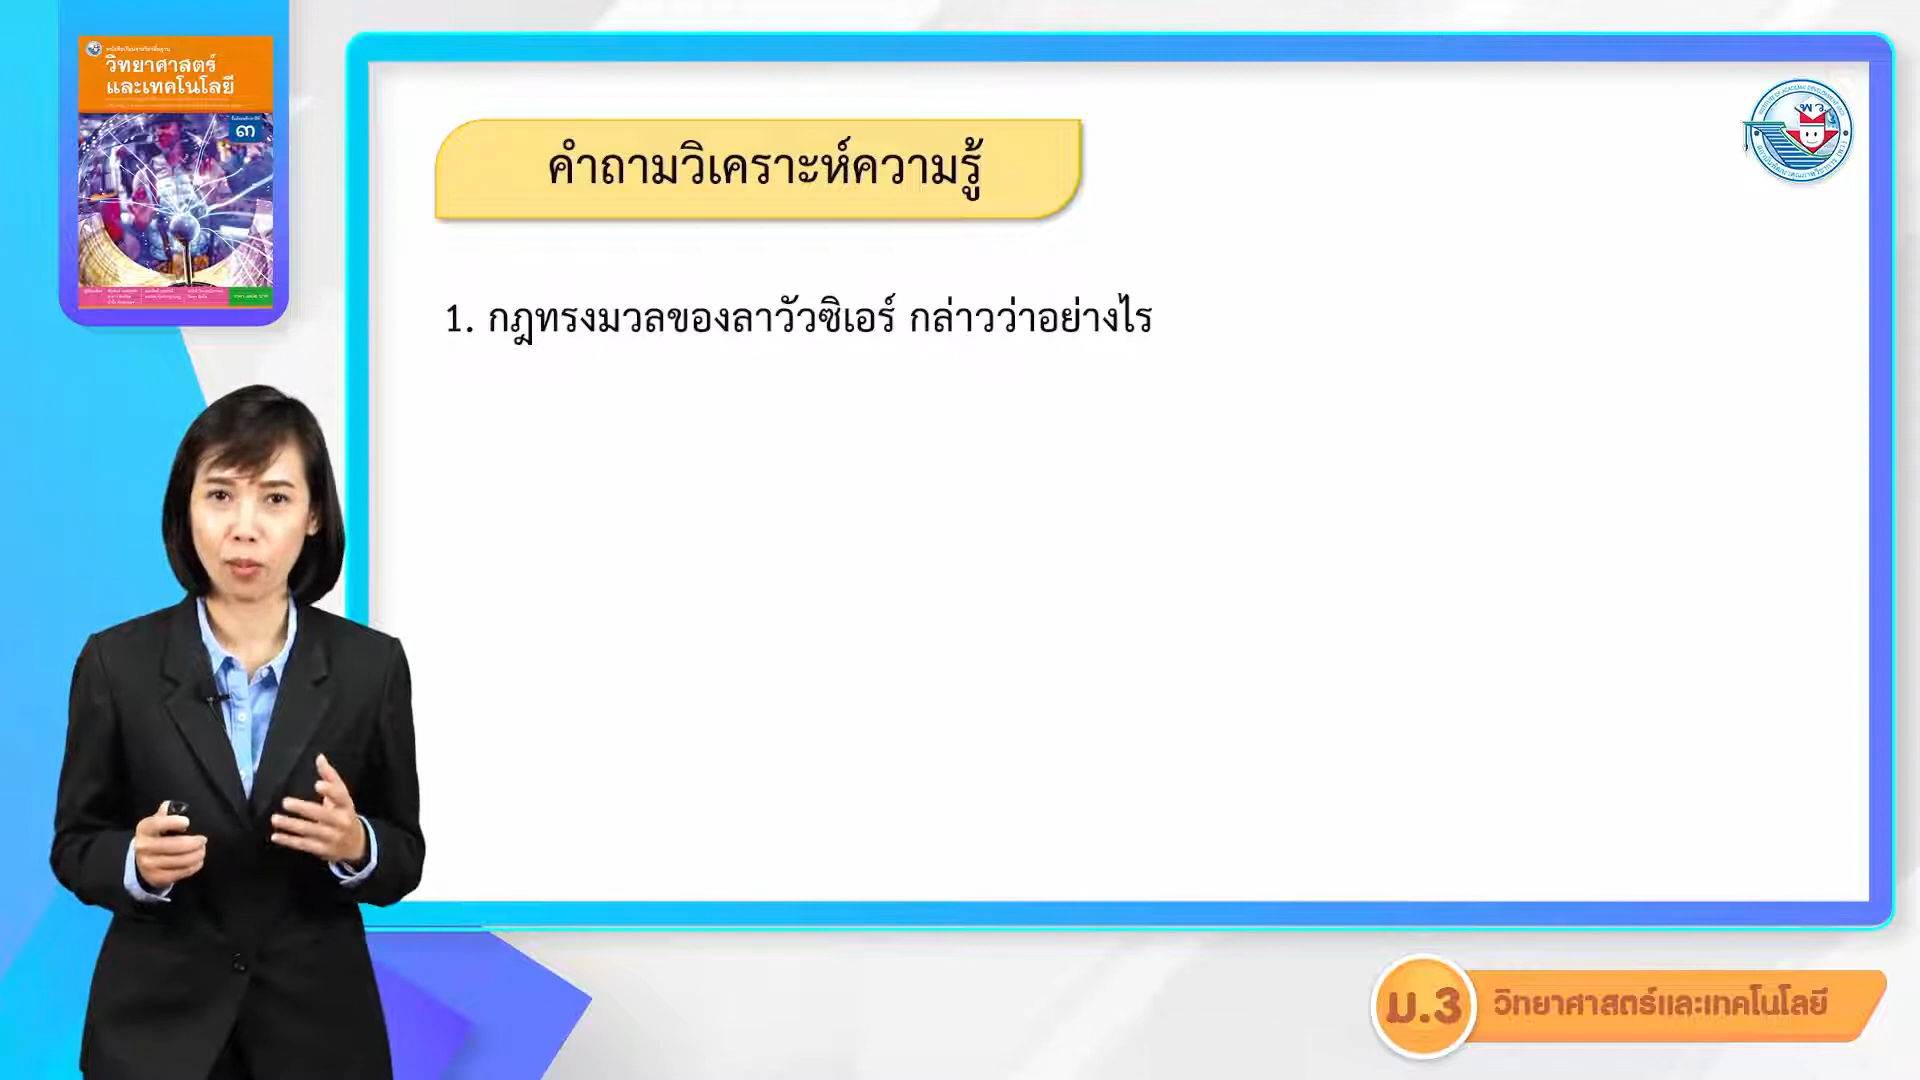 วิทยาศาสตร์
และเทคโนโลยี
๓
คำถามวิเคราะห์ความรู้
พว
1. กฎทรงมวลของลาวัวซิเอร์ กล่าวว่าอย่างไร
ม.3 วิทยาศาสตร์และเทคโนโลยี